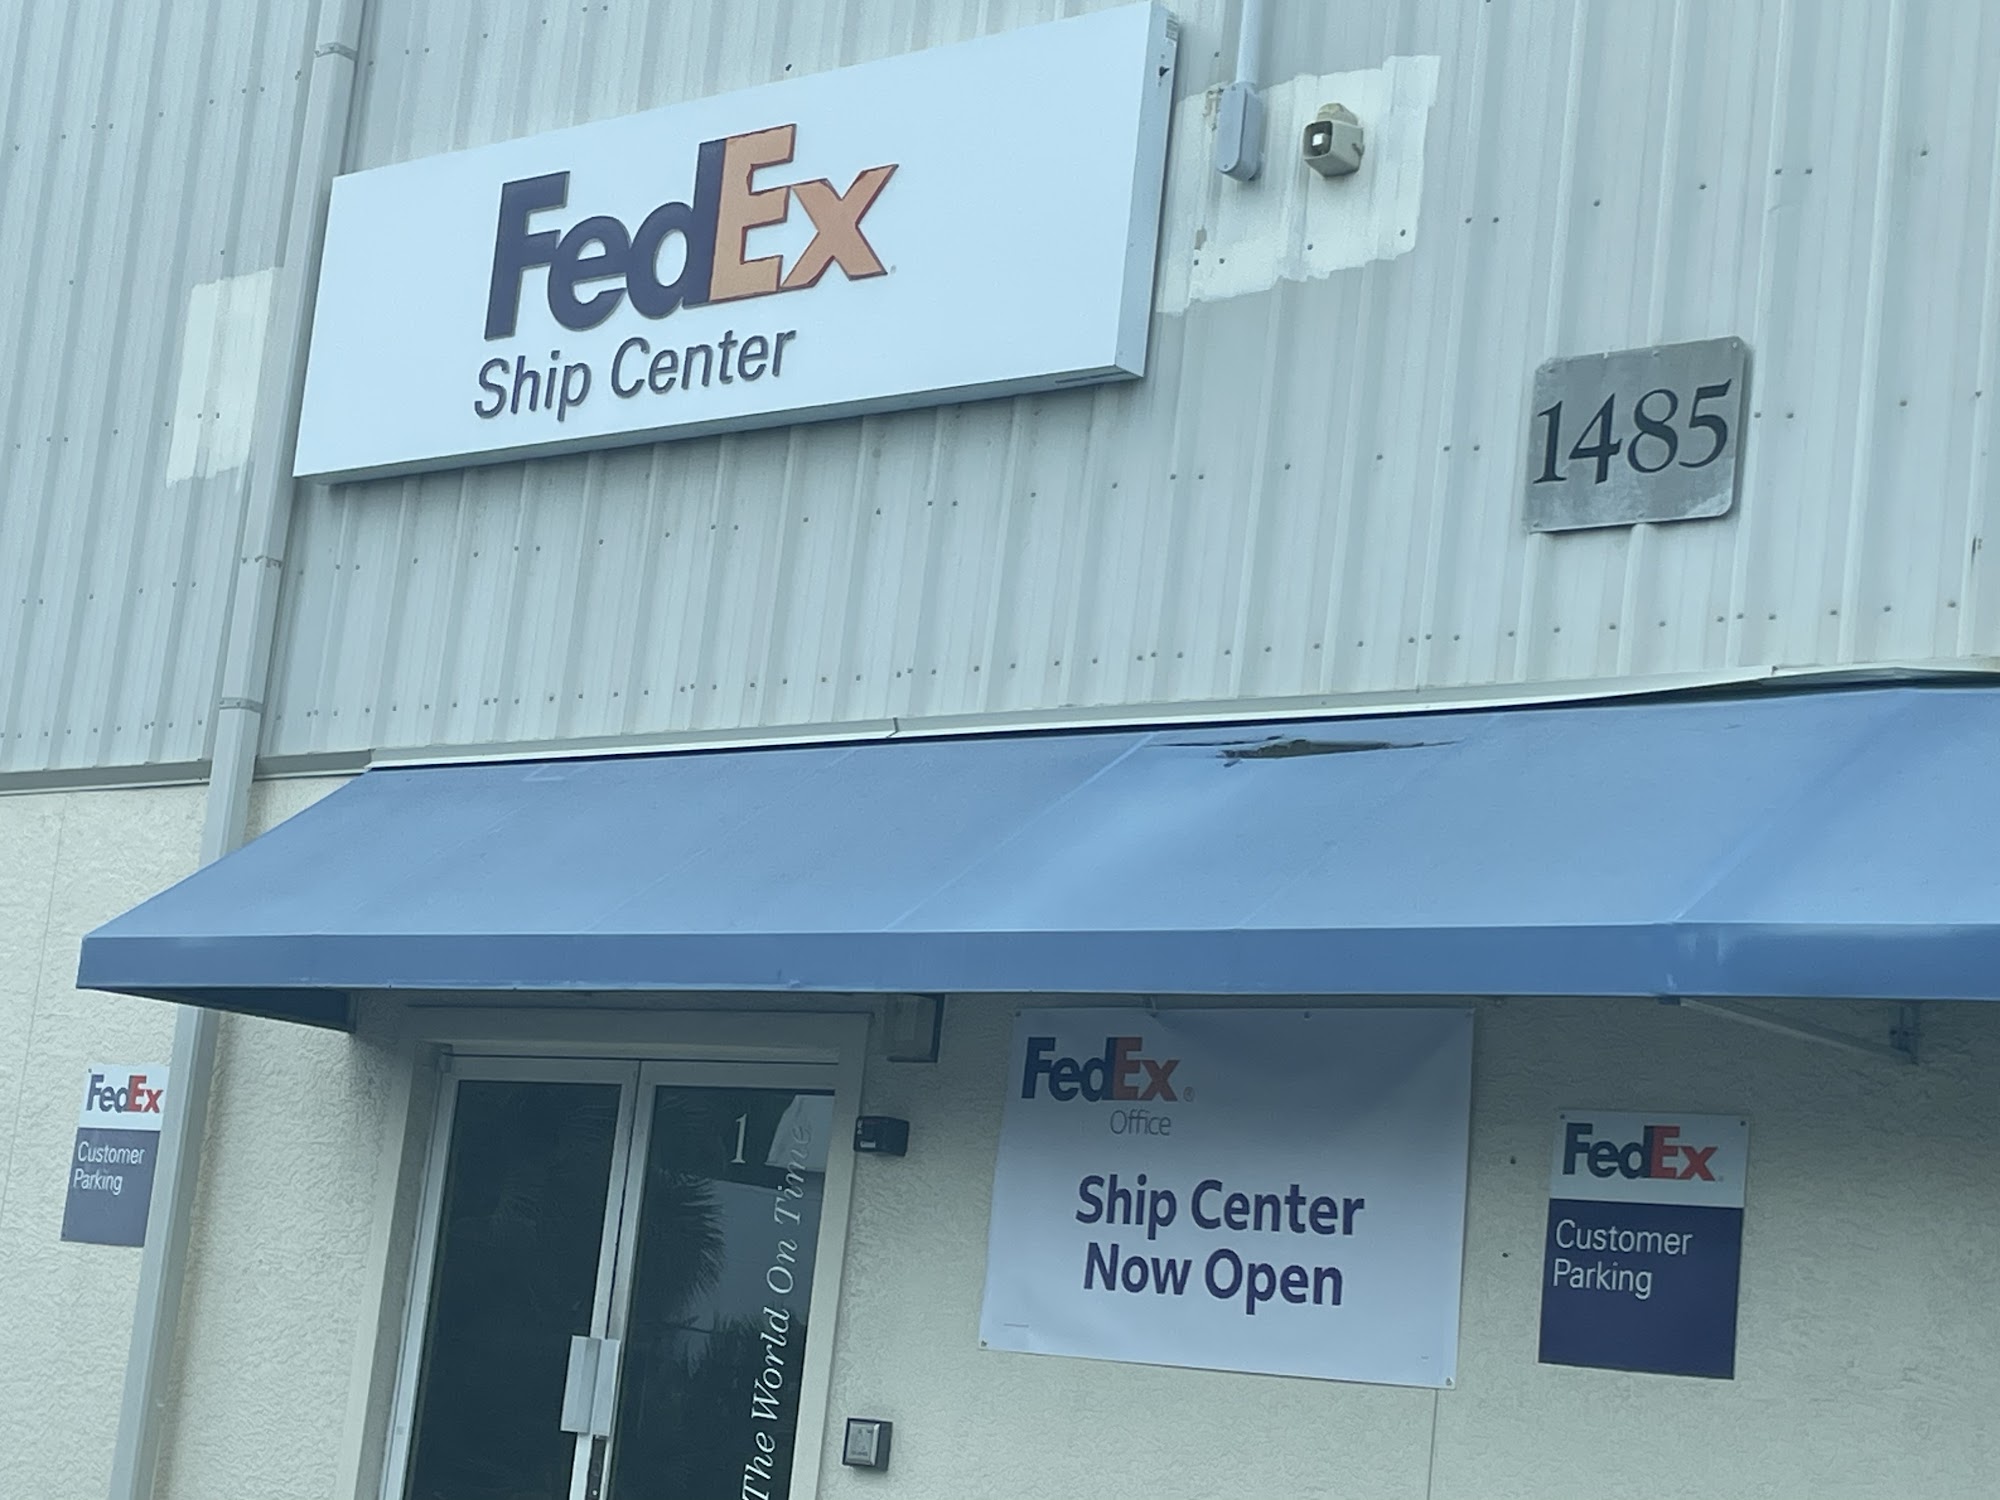 FedEx
Ship Center
1485
FedEx
Customer
Parking
1
The World On Time
FedEx®
Office
Ship Center
Now Open
FedEx
Customer
Parking